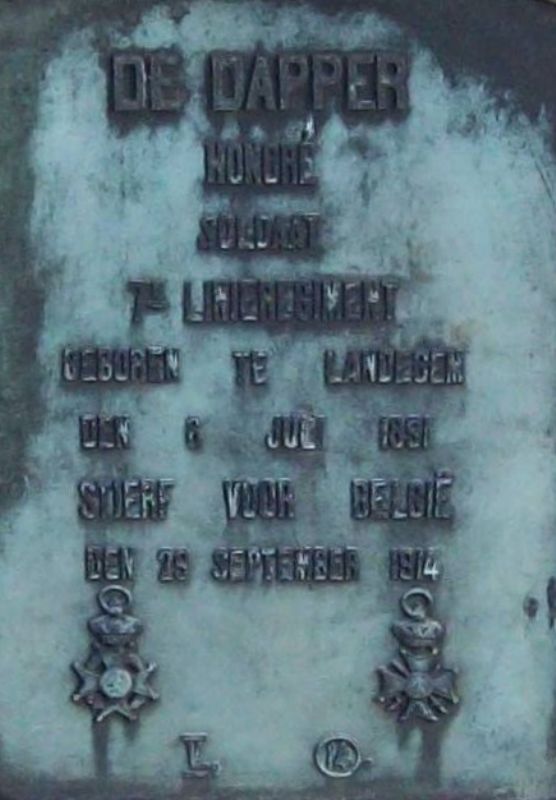 DE DAPPER
HONORÉ
SOLDAAT
7de LINIEREGIMENT
GEBOREN TE LANDEGEM
DEN 6 JULI 1891
STIERF VOOR BELGIË
DEN 29 SEPTEMBER 1914